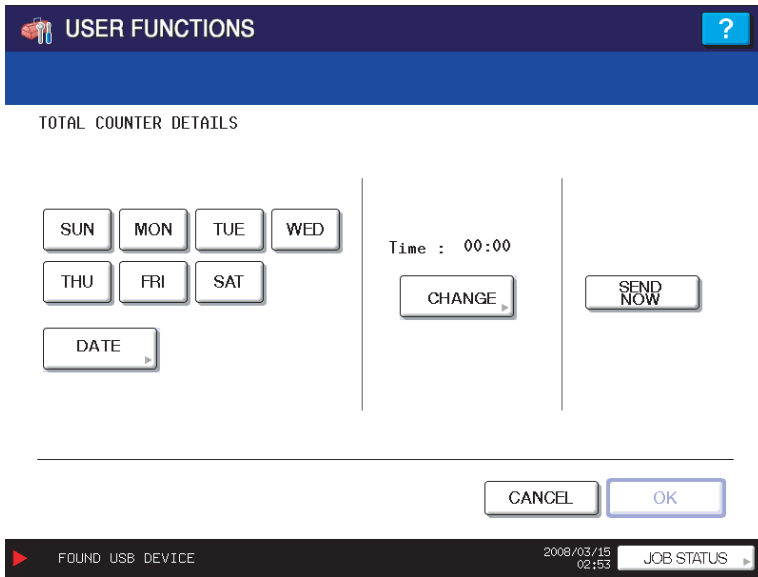 USER FUNCTIONS
?
TOTAL COUNTER DETAILS
SUN MON TUE WED
Time : 00:00
THU FRI SAT
CHANGE
SEND
NOW
DATE
CANCEL OK
FOUND USB DEVICE
2008/03/15
02:53
JOB STATUS